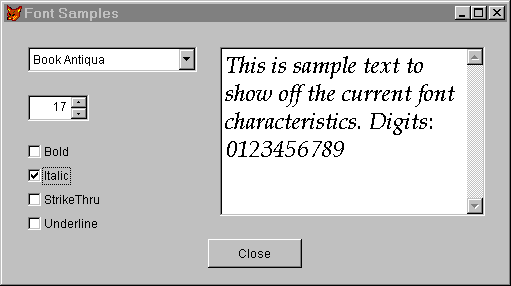 Font Samples
Book Antiqua
17
Bold
Italic
StrikeThru
Underline
This is sample text to
show off the current font
characteristics. Digits:
0123456789
Close